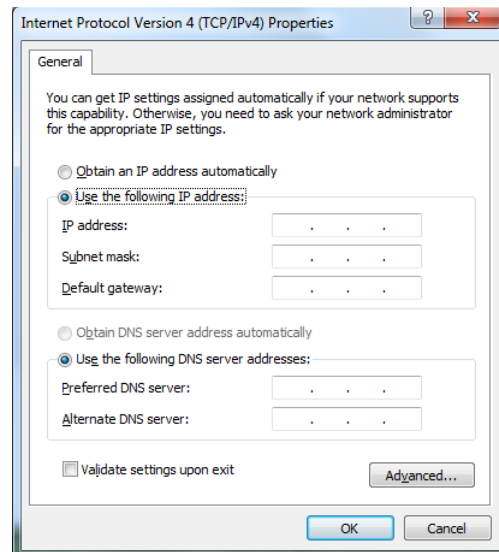 Internet Protocol Version 4 (TCP/IPv4) Properties
General
You can get IP settings assigned automatically if your network supports
this capability. Otherwise, you need to ask your network administrator
for the appropriate IP settings.
Obtain an IP address automatically
Use the following IP address:
IP address:
Subnet mask:
Default gateway:
Obtain DNS server address automatically
Use the following DNS server addresses:
Preferred DNS server:
Alternate DNS server:
Validate settings upon exit
Advanced...
OK
Cancel